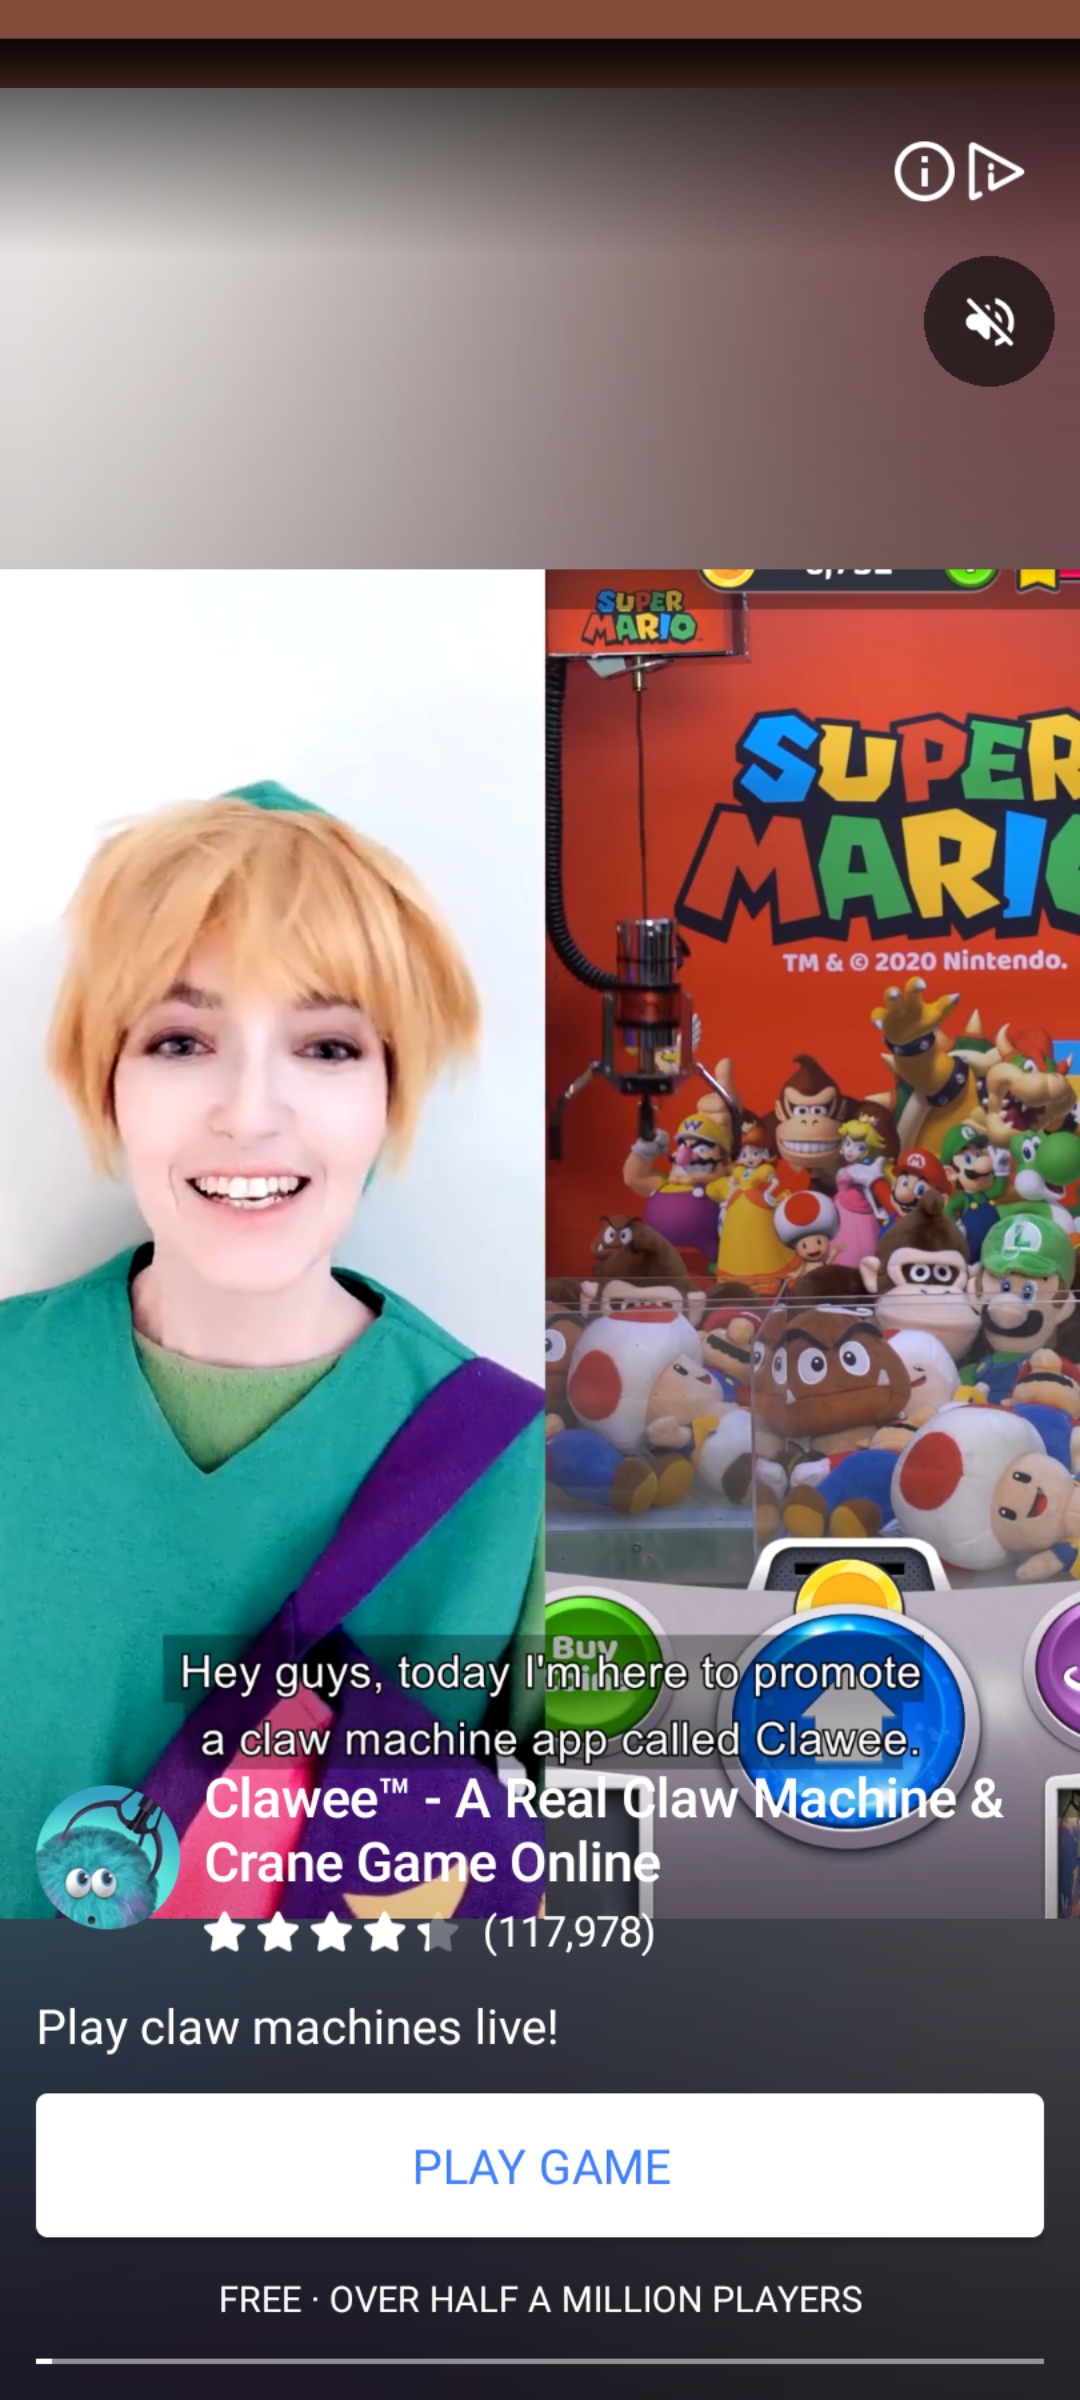 SUPER
MARIO
SUPER
MARIO
TM & © 2020 Nintendo.
Buy
Hey guys, today I'm here to promote
a claw machine app called Clawee.
Clawee™ - A Real Claw Machine &
Crane Game Online
(117,978)
Play claw machines live!
PLAY GAME
FREE · OVER HALF A MILLION PLAYERS